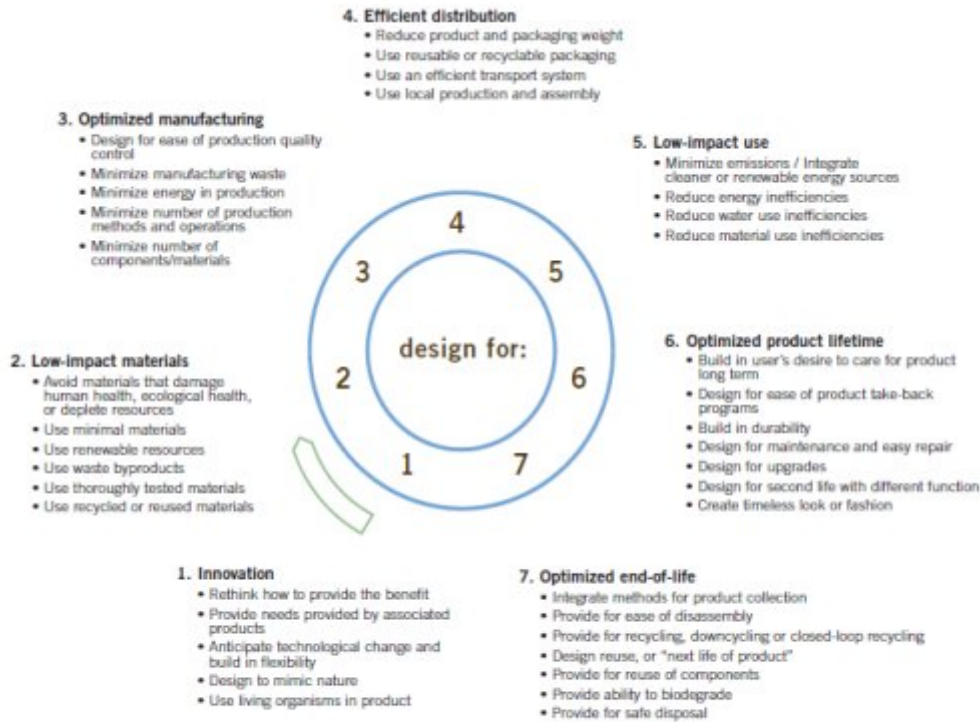 4. Efficient distribution
• Reduce product and packaging weight
• Use reusable or recyclable packaging
• Use an efficient transport system
• Use local production and assembly
3. Optimized manufacturing
• Design for ease of production quality
control
• Minimize manufacturing waste
• Minimize energy in production
• Minimize number of production
methods and operations
• Minimize number of
components/materials
5. Low-impact use
• Minimize emissions / Integrate
cleaner or renewable energy sources
• Reduce energy inefficiencies
• Reduce water use inefficiencies
• Reduce material use inefficiencies
4
3
5
design for:
2
6
1
7
2. Low-impact materials
• Avoid materials that damage
human health, ecological health,
or deplete resources
• Use minimal materials
• Use renewable resources
• Use waste byproducts
• Use thoroughly tested materials
• Use recycled or reused materials
6. Optimized product lifetime
• Build in user's desire to care for product
long term
• Design for ease of product take-back
programs
• Build in durability
• Design for maintenance and easy repair
• Design for upgrades
• Design for second life with different function
• Create timeless look or fashion
1. Innovation
• Rethink how to provide the benefit
• Provide needs provided by associated
products
• Anticipate technological change and
build in flexibility
• Design to mimic nature
• Use living organisms in product
7. Optimized end-of-life
• Integrate methods for product collection
• Provide for ease of disassembly
• Provide for recycling, downcycling or closed-loop recycling
• Design reuse, or "next life of product"
• Provide for reuse of components
• Provide ability to biodegrade
• Provide for safe disposal